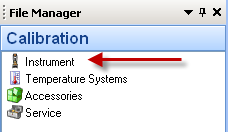 File Manager
Calibration
Instrument
Temperature Systems
Accessories
Service